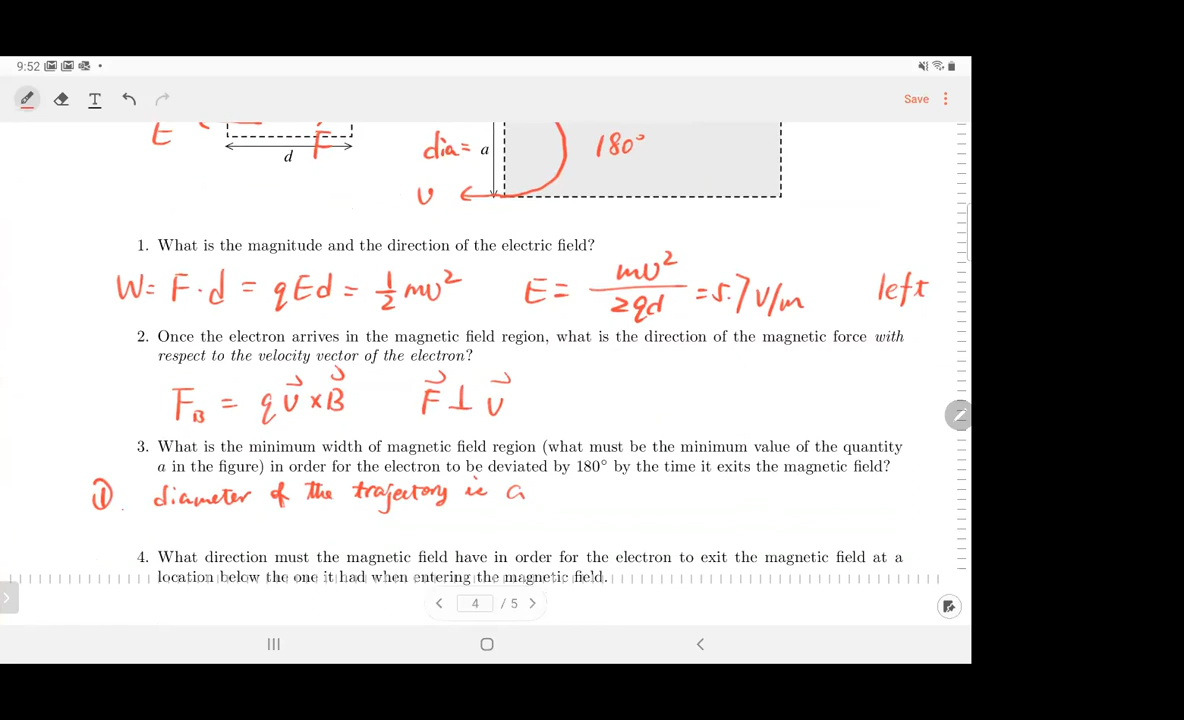 9:52
T
Save
E
F
d
dia = a
180°
v
1. What is the magnitude and the direction of the electric field?
W = F · d = qEd = 1/2 mv² E = mv²/2qd = 5.7 V/m left
2. Once the electron arrives in the magnetic field region, what is the direction of the magnetic force with
respect to the velocity vector of the electron?
F_B = q v⃗ × B⃗ F⃗ ⊥ v⃗
3. What is the minimum width of magnetic field region (what must be the minimum value of the quantity
a in the figure) in order for the electron to be deviated by 180° by the time it exits the magnetic field?
①. diameter of the trajectory is a
4. What direction must the magnetic field have in order for the electron to exit the magnetic field at a
location below the one it had when entering the magnetic field.
4 / 5